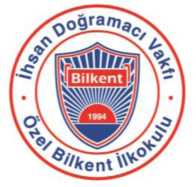 İhsan Doğramacı Vakfı
Bilkent
1994
Özel Bilkent İlkokulu